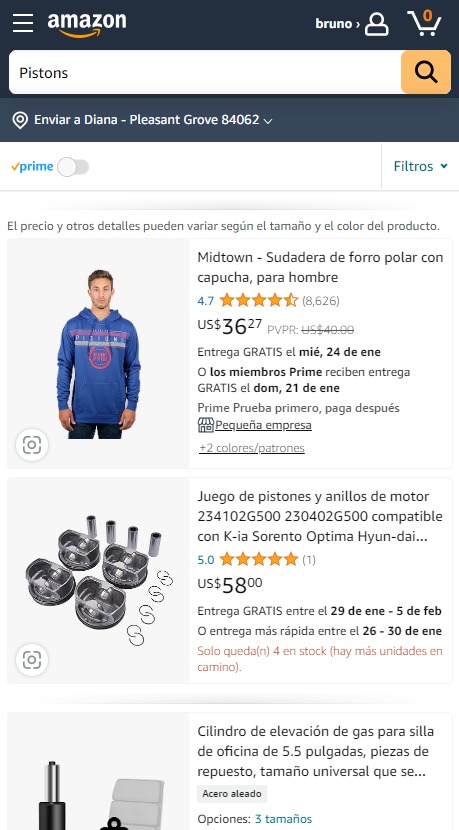 amazon
bruno ›
0
Pistons
Enviar a Diana - Pleasant Grove 84062
prime
Filtros
El precio y otros detalles pueden variar según el tamaño y el color del producto.
Midtown - Sudadera de forro polar con
capucha, para hombre
4.7
(8,626)
US$3627 PVPR: US$40.00
Entrega GRATIS el mié, 24 de ene
O los miembros Prime reciben entrega
GRATIS el dom, 21 de ene
Prime Prueba primero, paga después
Pequeña empresa
+2 colores/patrones
PISTONS
Juego de pistones y anillos de motor
234102G500 230402G500 compatible
con K-ia Sorento Optima Hyun-dai...
5.0
(1)
US$5800
Entrega GRATIS entre el 29 de ene - 5 de feb
O entrega más rápida entre el 26 - 30 de ene
Solo queda(n) 4 en stock (hay más unidades en
camino).
Cilindro de elevación de gas para silla
de oficina de 5.5 pulgadas, piezas de
repuesto, tamaño universal que se...
Acero aleado
Opciones: 3 tamaños